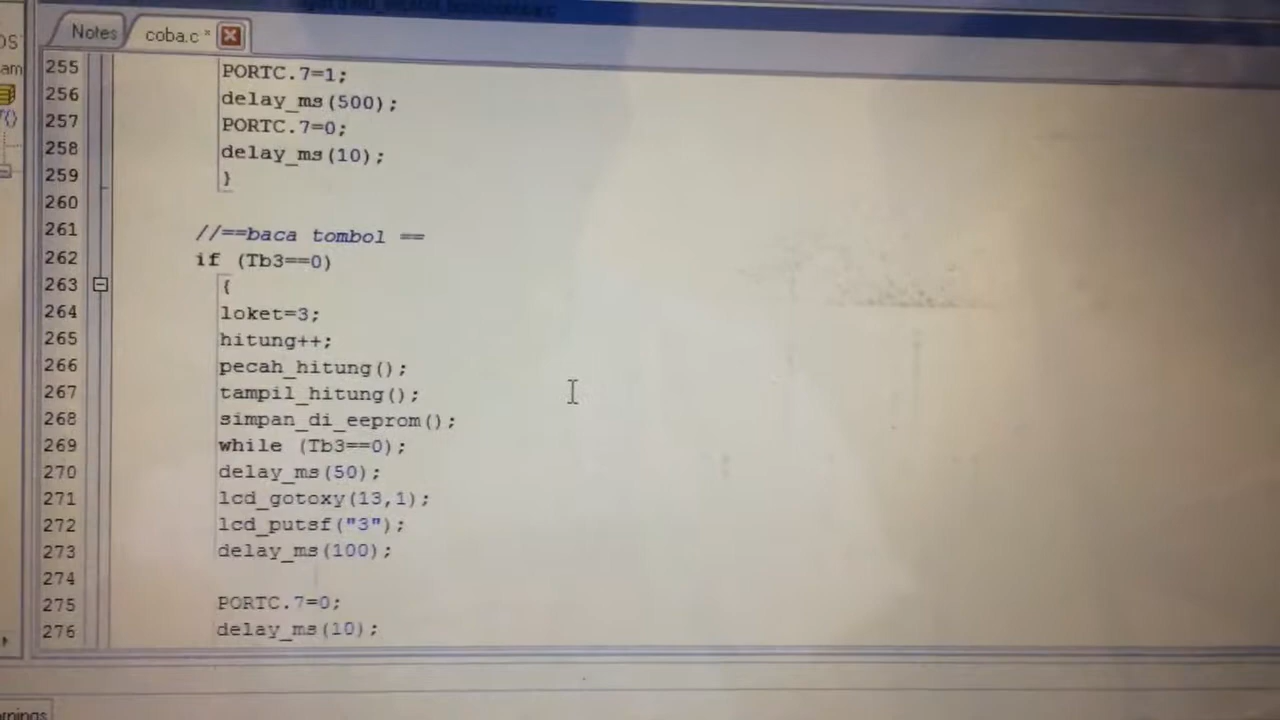 Notes coba.c *
255 PORTC.7=1;
256 delay_ms(500);
257 PORTC.7=0;
258 delay_ms(10);
259 }
260
261 //==baca tombol ==
262 if (Tb3==0)
263 {
264 loket=3;
265 hitung++;
266 pecah_hitung();
267 tampil_hitung();
268 simpan_di_eeprom();
269 while (Tb3==0);
270 delay_ms(50);
271 lcd_gotoxy(13,1);
272 lcd_putsf("3");
273 delay_ms(100);
274
275 PORTC.7=0;
276 delay_ms(10);